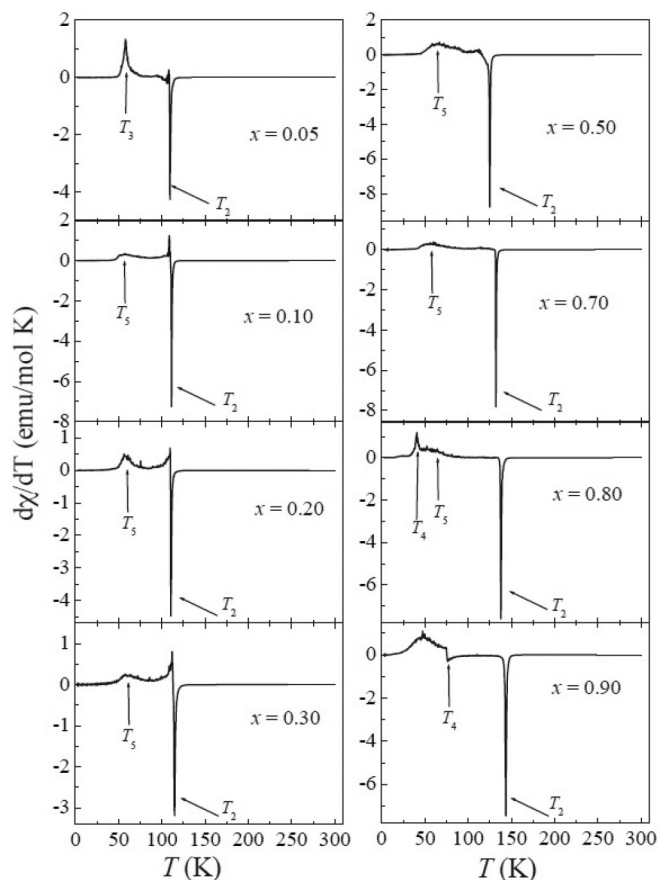 2
0
-2
-4
T3
T2
x = 0.05
2
0
-2
-4
-6
-8
T5
T2
x = 0.10
1
0
-1
-2
-3
-4
T5
T2
x = 0.20
1
0
-1
-2
-3
T5
T2
x = 0.30
0 50 100 150 200 250 300
T (K)
dχ/dT (emu/mol K)
2
0
-2
-4
-6
-8
T5
T2
x = 0.50
0
-2
-4
-6
-8
T5
T2
x = 0.70
0
-2
-4
-6
T4
T5
T2
x = 0.80
0
-2
-4
-6
T4
T2
x = 0.90
0 50 100 150 200 250 300
T (K)